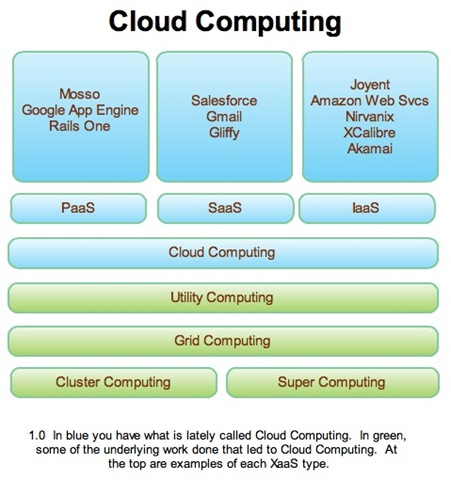 Cloud Computing
Mosso
Google App Engine
Rails One
Salesforce
Gmail
Gliffy
Joyent
Amazon Web Svcs
Nirvanix
XCalibre
Akamai
PaaS
SaaS
IaaS
Cloud Computing
Utility Computing
Grid Computing
Cluster Computing
Super Computing
1.0 In blue you have what is lately called Cloud Computing. In green,
some of the underlying work done that led to Cloud Computing. At
the top are examples of each XaaS type.